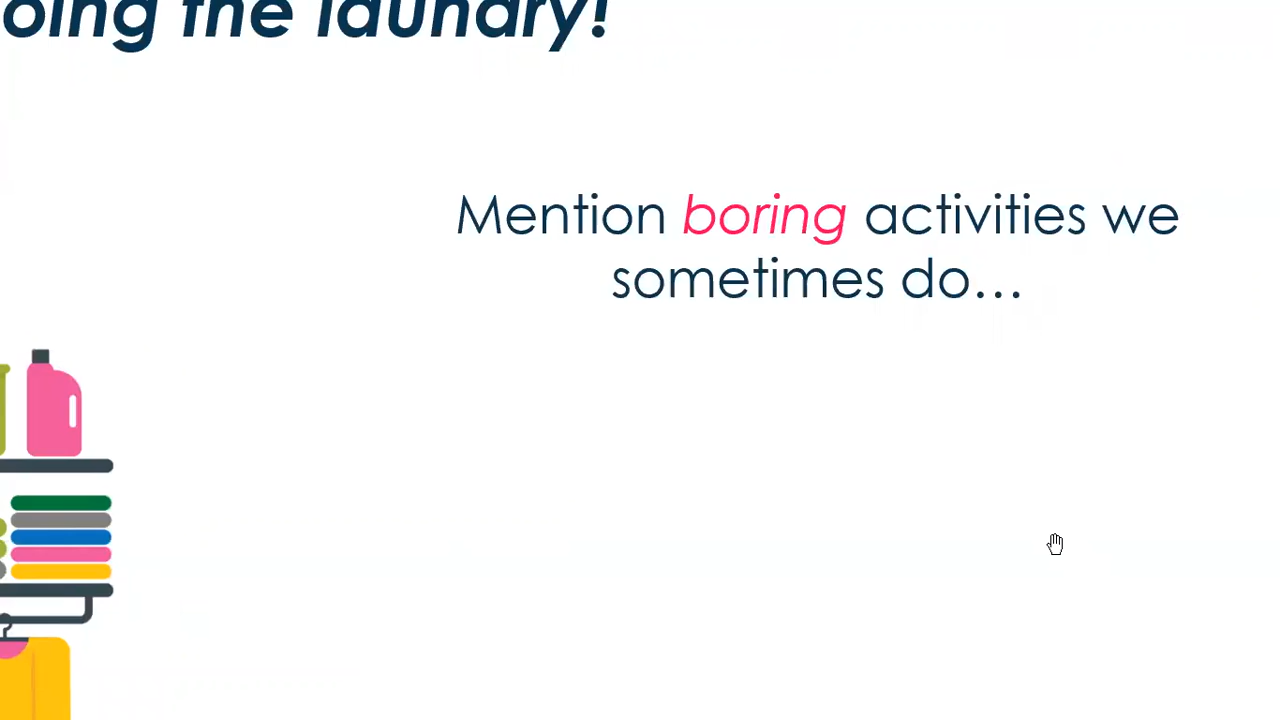 oing the laundry!
Mention boring activities we
sometimes do...